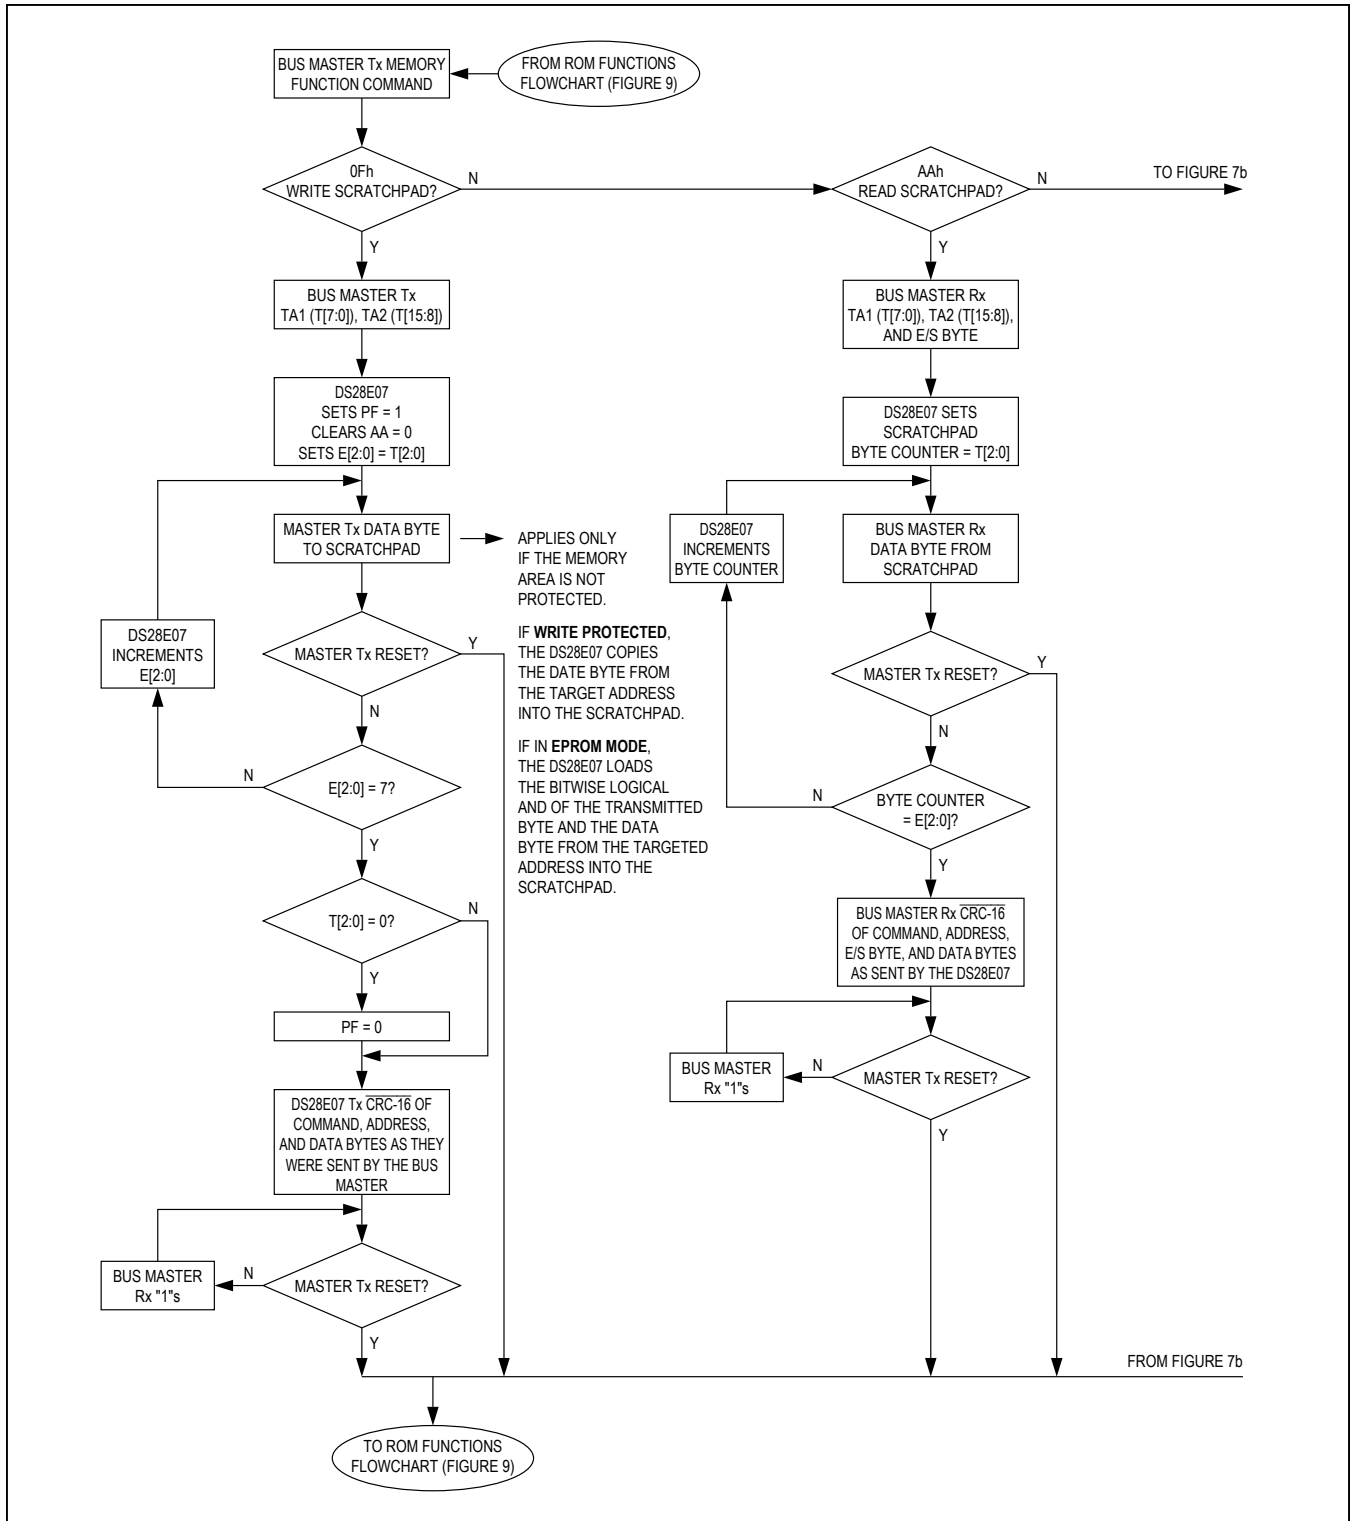 BUS MASTER Tx MEMORY
FUNCTION COMMAND
FROM ROM FUNCTIONS
FLOWCHART (FIGURE 9)
0Fh
WRITE SCRATCHPAD?
N
Y
AAh
READ SCRATCHPAD?
N
Y
TO FIGURE 7b
BUS MASTER Tx
TA1 (T[7:0]), TA2 (T[15:8])
DS28E07
SETS PF = 1
CLEARS AA = 0
SETS E[2:0] = T[2:0]
MASTER Tx DATA BYTE
TO SCRATCHPAD
APPLIES ONLY
IF THE MEMORY
AREA IS NOT
PROTECTED.
IF WRITE PROTECTED,
THE DS28E07 COPIES
THE DATE BYTE FROM
THE TARGET ADDRESS
INTO THE SCRATCHPAD.
IF IN EPROM MODE,
THE DS28E07 LOADS
THE BITWISE LOGICAL
AND OF THE TRANSMITTED
BYTE AND THE DATA
BYTE FROM THE TARGETED
ADDRESS INTO THE
SCRATCHPAD.
DS28E07
INCREMENTS
E[2:0]
MASTER Tx RESET?
Y
N
E[2:0] = 7?
N
Y
T[2:0] = 0?
N
Y
PF = 0
DS28E07 Tx CRC-16 OF
COMMAND, ADDRESS,
AND DATA BYTES AS THEY
WERE SENT BY THE BUS
MASTER
BUS MASTER
Rx "1"s
N
MASTER Tx RESET?
Y
BUS MASTER Rx
TA1 (T[7:0]), TA2 (T[15:8]),
AND E/S BYTE
DS28E07 SETS
SCRATCHPAD
BYTE COUNTER = T[2:0]
DS28E07
INCREMENTS
BYTE COUNTER
BUS MASTER Rx
DATA BYTE FROM
SCRATCHPAD
MASTER Tx RESET?
Y
N
BYTE COUNTER
= E[2:0]?
N
Y
BUS MASTER Rx CRC-16
OF COMMAND, ADDRESS,
E/S BYTE, AND DATA BYTES
AS SENT BY THE DS28E07
BUS MASTER
Rx "1"s
N
MASTER Tx RESET?
Y
FROM FIGURE 7b
TO ROM FUNCTIONS
FLOWCHART (FIGURE 9)